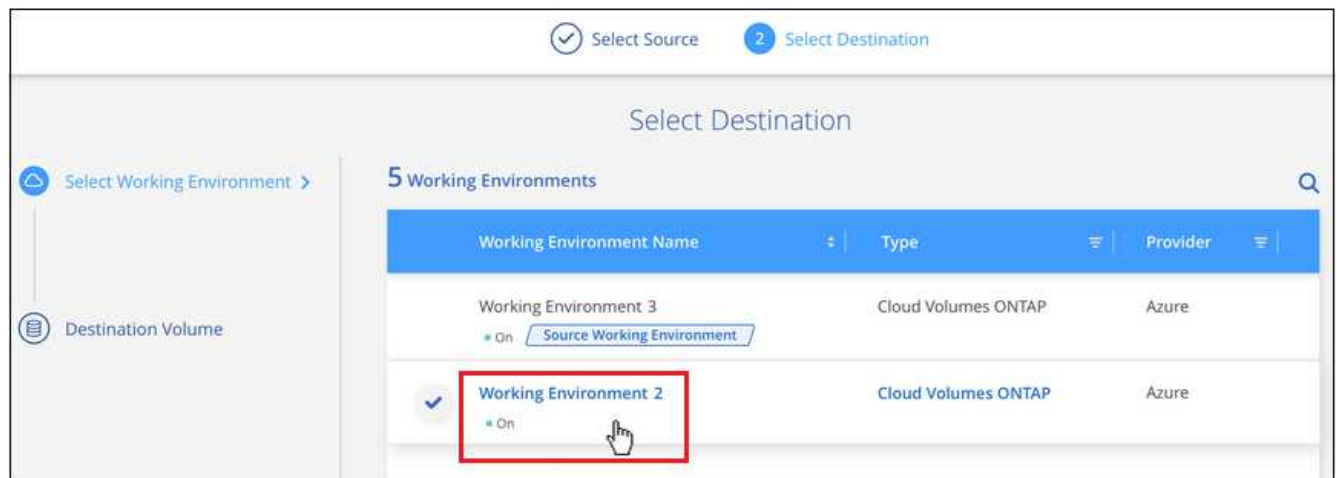 Select Source
2 Select Destination
Select Destination
Select Working Environment >
5 Working Environments
Working Environment Name
Type
Provider
Working Environment 3
Cloud Volumes ONTAP
Azure
On
Source Working Environment
Destination Volume
Working Environment 2
Cloud Volumes ONTAP
Azure
On